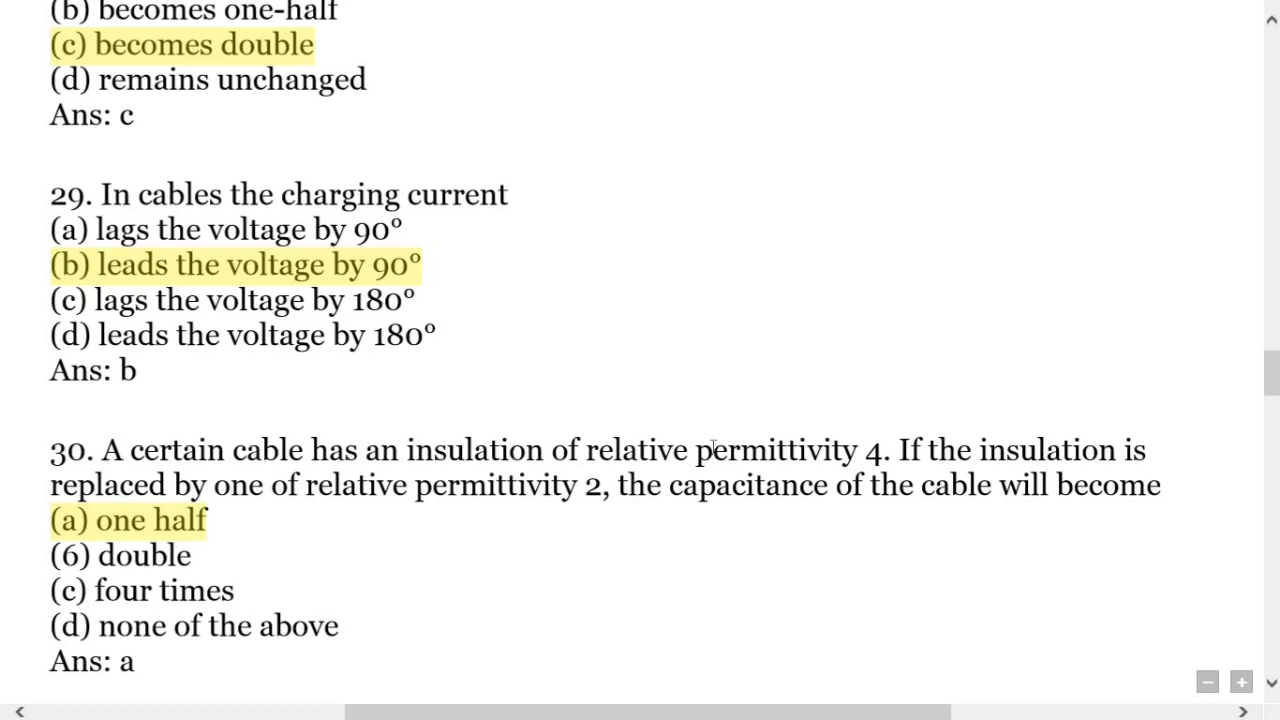 (b) becomes one-half
(c) becomes double
(d) remains unchanged
Ans: c
29. In cables the charging current
(a) lags the voltage by 90°
(b) leads the voltage by 90°
(c) lags the voltage by 180°
(d) leads the voltage by 180°
Ans: b
30. A certain cable has an insulation of relative permittivity 4. If the insulation is
replaced by one of relative permittivity 2, the capacitance of the cable will become
(a) one half
(6) double
(c) four times
(d) none of the above
Ans: a